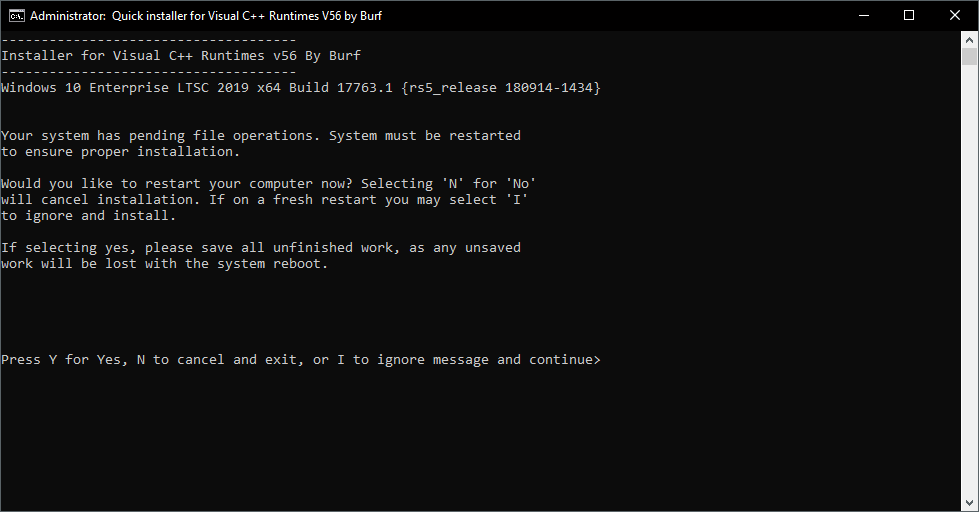 Administrator:  Quick installer for Visual C++ Runtimes V56 by Burf
-------------------------------------
Installer for Visual C++ Runtimes v56 By Burf
-------------------------------------
Windows 10 Enterprise LTSC 2019 x64 Build 17763.1 {rs5_release 180914-1434}
Your system has pending file operations. System must be restarted
to ensure proper installation.
Would you like to restart your computer now? Selecting 'N' for 'No'
will cancel installation. If on a fresh restart you may select 'I'
to ignore and install.
If selecting yes, please save all unfinished work, as any unsaved
work will be lost with the system reboot.
Press Y for Yes, N to cancel and exit, or I to ignore message and continue>